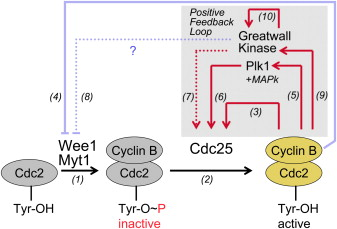 Positive
Feedback
Loop
(10)
Greatwall
Kinase
?
Plk1
+MAPk
(4)
(8)
(7)
(6)
(5)
(9)
(3)
Wee1
Myt1
Cdc25
Cyclin B
Cyclin B
Cdc2
Cdc2
Cdc2
(1)
(2)
Tyr-OH
Tyr-O~P
Tyr-OH
inactive
active